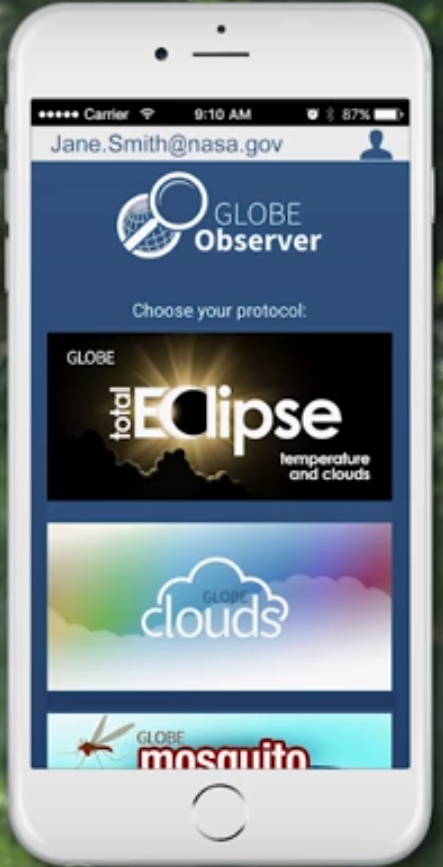 Carrier 9:10 AM 87%
Jane.Smith@nasa.gov
GLOBE
Observer
Choose your protocol:
GLOBE
total Eclipse
temperature
and clouds
GLOBE
clouds
GLOBE
mosquito